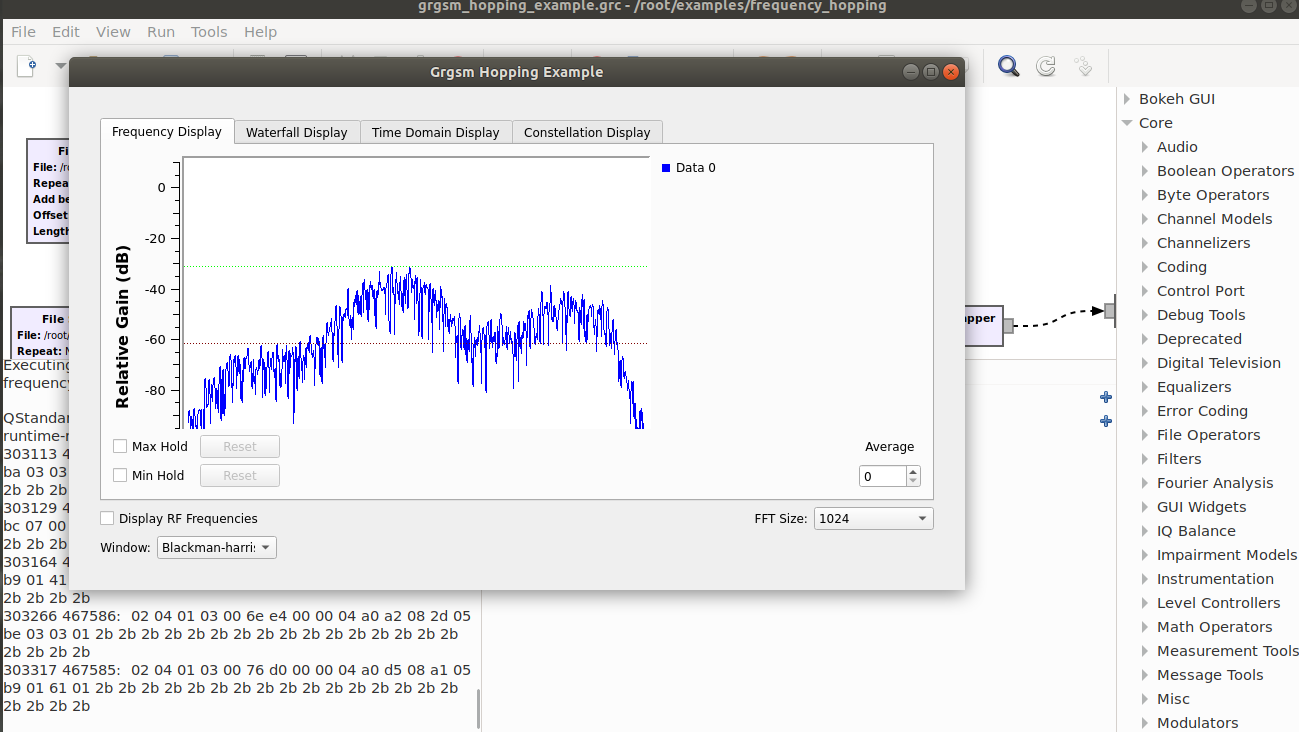 grgsm_hopping_example.grc - /root/examples/frequency_hopping
File Edit View Run Tools Help
Grgsm Hopping Example
Frequency Display Waterfall Display Time Domain Display Constellation Display
Data 0
0
-20
-40
-60
-80
Relative Gain (dB)
Max Hold Reset
Min Hold Reset
Average
0
Display RF Frequencies
FFT Size: 1024
Window: Blackman-harri
File:
Repea
Add be
Offset
Length
File
File: /root/
Repeat:
apper
Executing
frequency
QStandar
runtime-r
303113 4
ba 03 03
2b 2b 2b
303129 4
bc 07 00
2b 2b 2b
303164 4
b9 01 41
2b 2b 2b 2b
303266 467586:  02 04 01 03 00 6e e4 00 00 04 a0 a2 08 2d 05
be 03 03 01 2b 2b 2b 2b 2b 2b 2b 2b 2b 2b 2b 2b 2b 2b 2b 2b
2b 2b 2b 2b
303317 467585:  02 04 01 03 00 76 d0 00 00 04 a0 d5 08 a1 05
b9 01 61 01 2b 2b 2b 2b 2b 2b 2b 2b 2b 2b 2b 2b 2b 2b 2b 2b
2b 2b 2b 2b
Bokeh GUI
Core
Audio
Boolean Operators
Byte Operators
Channel Models
Channelizers
Coding
Control Port
Debug Tools
Deprecated
Digital Television
Equalizers
Error Coding
File Operators
Filters
Fourier Analysis
GUI Widgets
IQ Balance
Impairment Models
Instrumentation
Level Controllers
Math Operators
Measurement Tools
Message Tools
Misc
Modulators